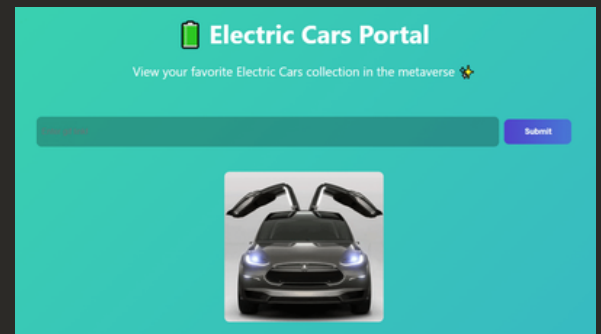 Electric Cars Portal
View your favorite Electric Cars collection in the metaverse
Submit